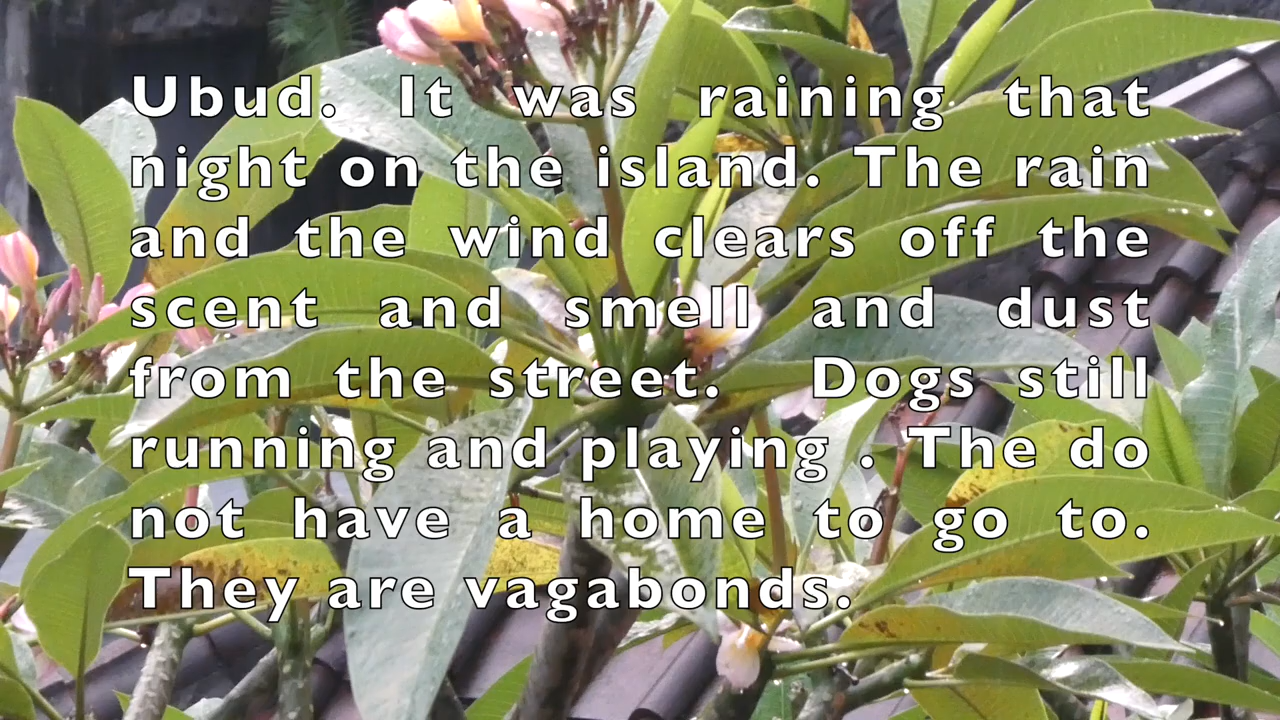 Ubud. It was raining that
night on the island. The rain
and the wind clears off the
scent and smell and dust
from the street. Dogs still
running and playing . The do
not have a home to go to.
They are vagabonds.